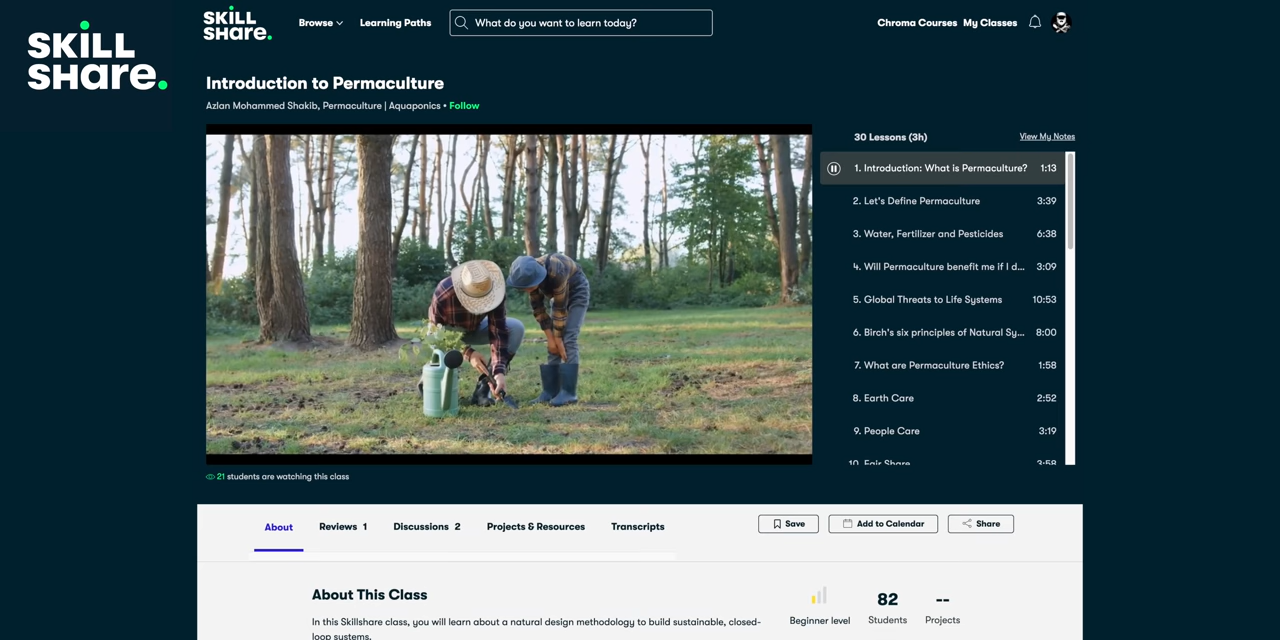 SKILL
SHare.
SKILL
SHare.
Browse
Learning Paths
What do you want to learn today?
Chroma Courses
My Classes
Introduction to Permaculture
Azlan Mohammed Shakib, Permaculture | Aquaponics • Follow
30 Lessons (3h)
View My Notes
1. Introduction: What is Permaculture? 1:13
2. Let's Define Permaculture 3:39
3. Water, Fertilizer and Pesticides 6:38
4. Will Permaculture benefit me if I d... 3:09
5. Global Threats to Life Systems 10:53
6. Birch's six principles of Natural Sy... 8:00
7. What are Permaculture Ethics? 1:58
8. Earth Care 2:52
9. People Care 3:19
10. Fair Share 3:58
21 students are watching this class
About
Reviews 1
Discussions 2
Projects & Resources
Transcripts
Save
Add to Calendar
Share
About This Class
In this Skillshare class, you will learn about a natural design methodology to build sustainable, closed-
loop systems.
Beginner level
82
Students
--
Projects